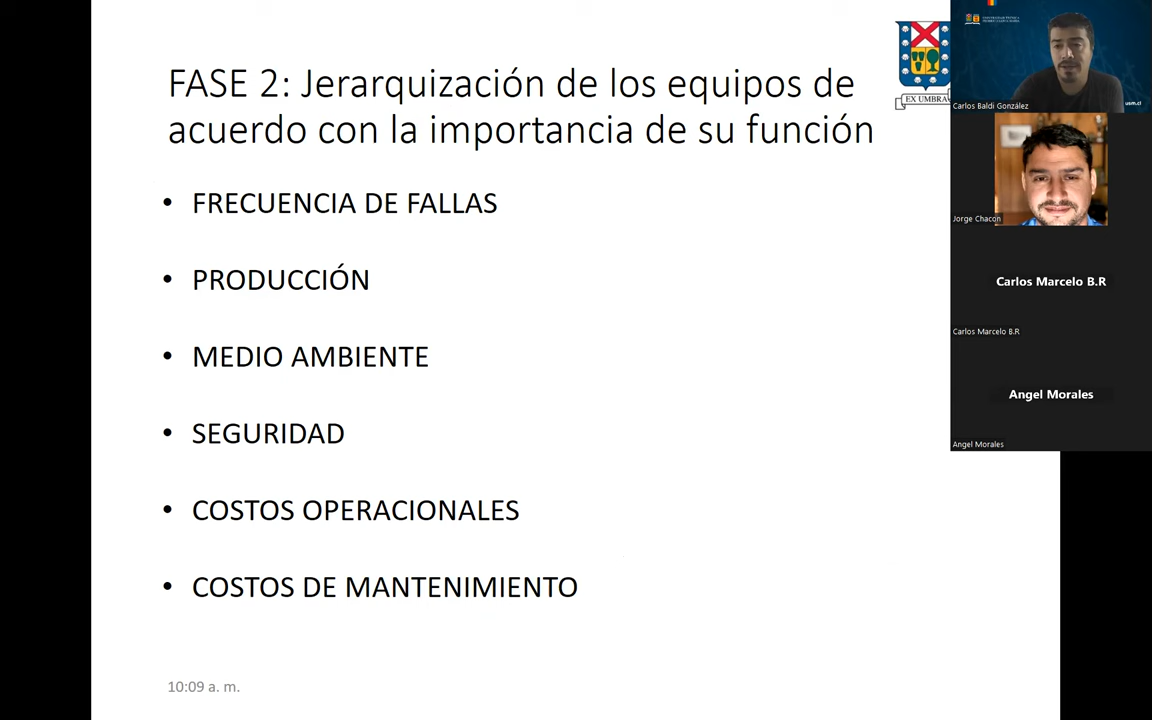 FASE 2: Jerarquización de los equipos de
acuerdo con la importancia de su función
• FRECUENCIA DE FALLAS
• PRODUCCIÓN
• MEDIO AMBIENTE
• SEGURIDAD
• COSTOS OPERACIONALES
• COSTOS DE MANTENIMIENTO
10:09 a. m.
EX UMBRA
usm.cl
Carlos Baldi González
Jorge Chacon
Carlos Marcelo B.R
Carlos Marcelo B.R
Angel Morales
Angel Morales